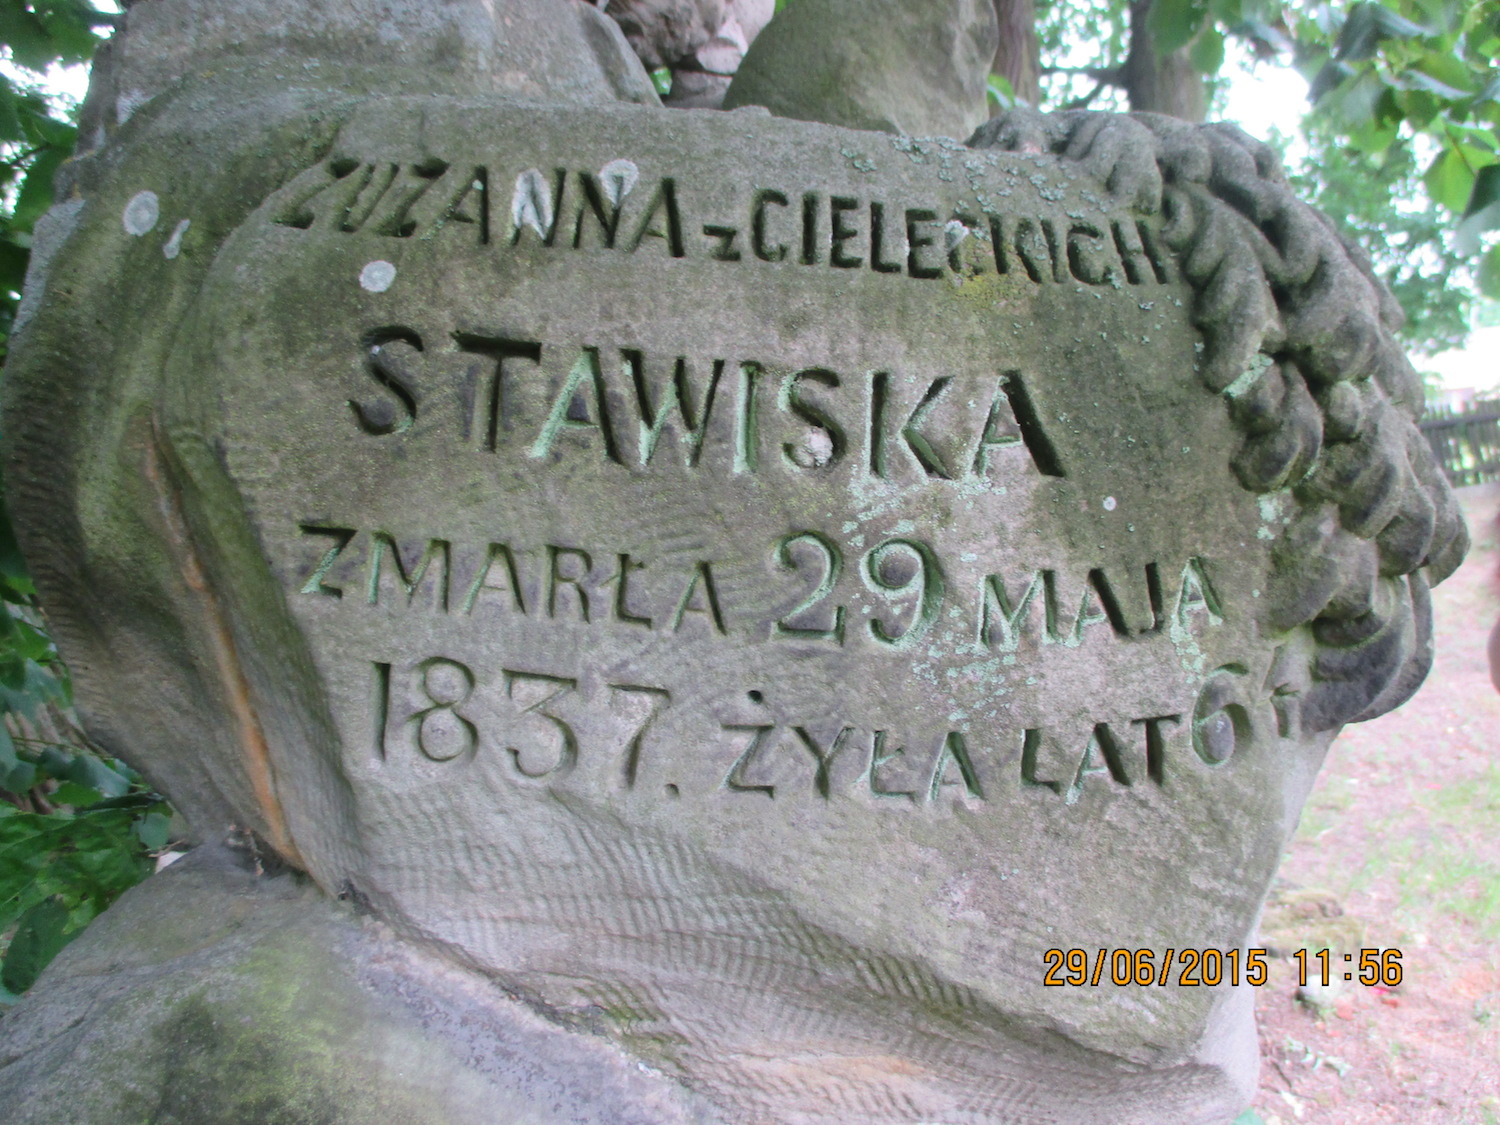 ZUZANNA z CIELECKICH
STAWISKA
ZMARŁA 29 MAJA
1837. ŻYŁA LAT
29/06/2015 11:56